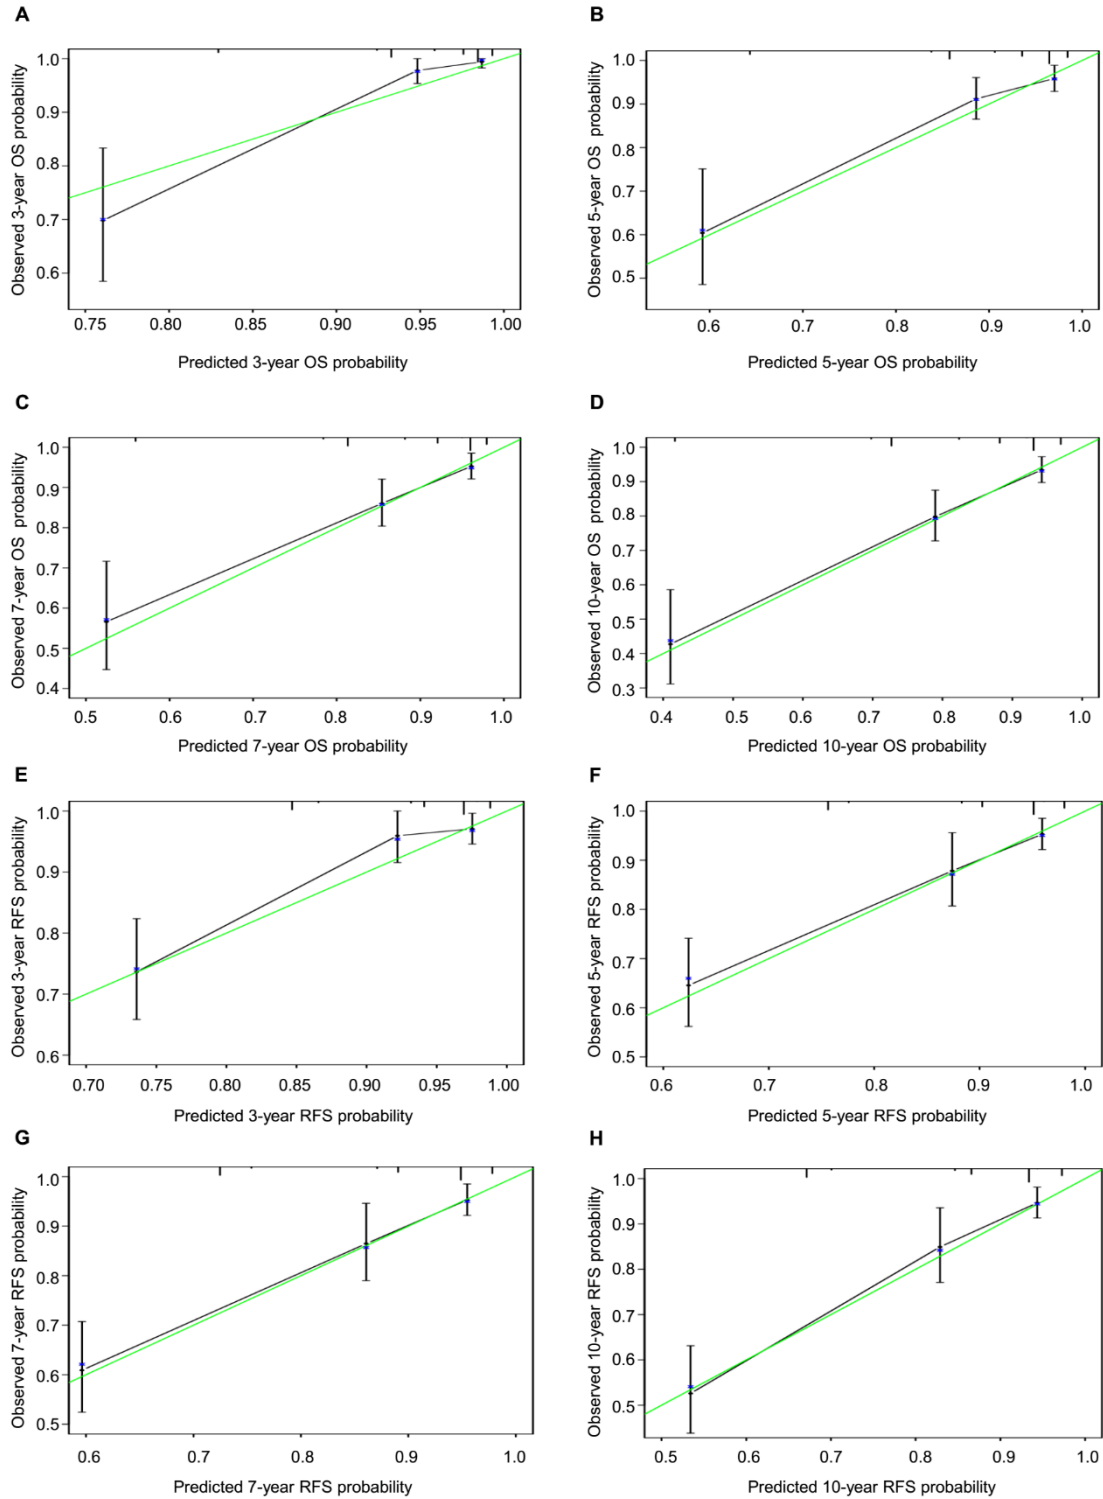 A
B
Observed 3-year OS probability
1.0
0.9
0.8
0.7
0.6
0.75 0.80 0.85 0.90 0.95 1.00
Predicted 3-year OS probability
Observed 5-year OS probability
1.0
0.9
0.8
0.7
0.6
0.5
0.6 0.7 0.8 0.9 1.0
Predicted 5-year OS probability
C
D
Observed 7-year OS probability
1.0
0.9
0.8
0.7
0.6
0.5
0.4
0.5 0.6 0.7 0.8 0.9 1.0
Predicted 7-year OS probability
Observed 10-year OS probability
1.0
0.9
0.8
0.7
0.6
0.5
0.4
0.3
0.4 0.5 0.6 0.7 0.8 0.9 1.0
Predicted 10-year OS probability
E
F
Observed 3-year RFS probability
1.0
0.9
0.8
0.7
0.6
0.70 0.75 0.80 0.85 0.90 0.95 1.00
Predicted 3-year RFS probability
Observed 5-year RFS probability
1.0
0.9
0.8
0.7
0.6
0.5
0.6 0.7 0.8 0.9 1.0
Predicted 5-year RFS probability
G
H
Observed 7-year RFS probability
1.0
0.9
0.8
0.7
0.6
0.5
0.6 0.7 0.8 0.9 1.0
Predicted 7-year RFS probability
Observed 10-year RFS probability
1.0
0.9
0.8
0.7
0.6
0.5
0.5 0.6 0.7 0.8 0.9 1.0
Predicted 10-year RFS probability